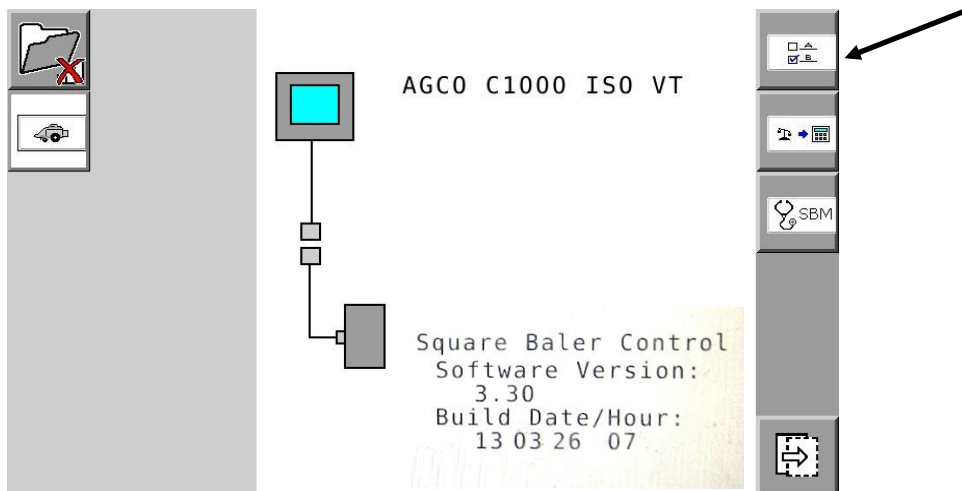 AGCO C1000 ISO VT
A
B
SBM
Square Baler Control
Software Version:
3.30
Build Date/Hour:
13 03 26 07